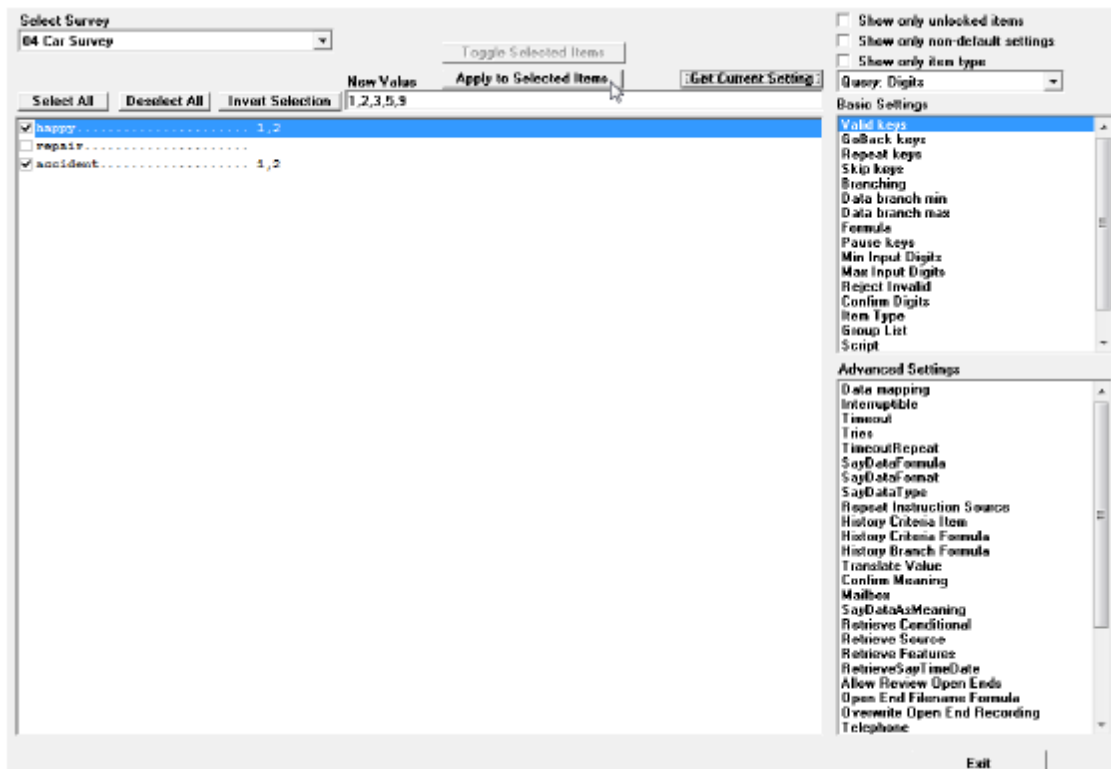 Select Survey
04 Car Survey
Toggle Selected Items
New Value
Apply to Selected Items
Get Current Setting
Select All
Deselect All
Invert Selection
1,2,3,5,9
happy...................... 1,2
repair.....................
accident................... 1,2
Show only unlocked items
Show only non-default settings
Show only item type
Query: Digits
Basic Settings
Valid keys
GoBack keys
Repeat keys
Skip keys
Branching
Data branch min
Data branch max
Formula
Pause keys
Min Input Digits
Max Input Digits
Reject Invalid
Confirm Digits
Item Type
Group List
Script
Advanced Settings
Data mapping
Interruptible
Timeout
Tries
TimeoutRepeat
SayDataFormula
SayDataFormat
SayDataType
Repeat Instruction Source
History Criteria Item
History Criteria Formula
History Branch Formula
Translate Value
Confirm Meaning
Mailbox
SayDataAsMeaning
Retrieve Conditional
Retrieve Source
Retrieve Features
RetrieveSayTimeDate
Allow Review Open Ends
Open End Filename Formula
Overwrite Open End Recording
Telephone
Exit